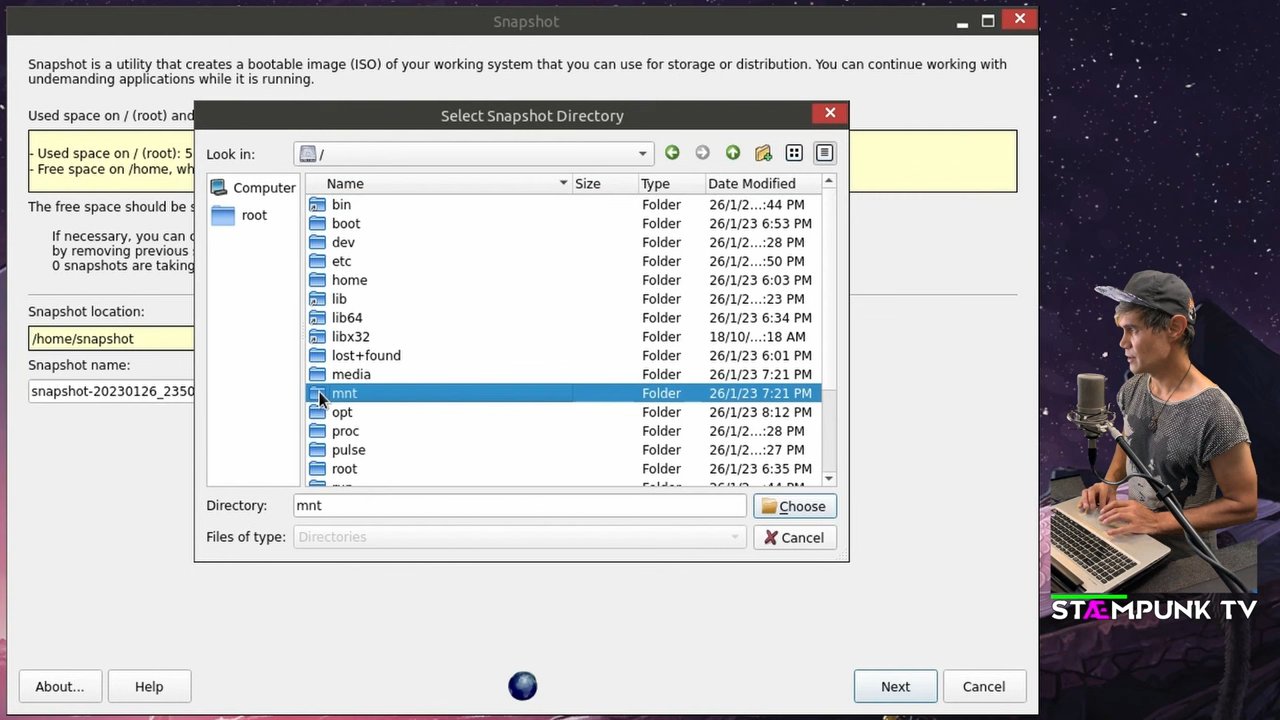 Snapshot
Snapshot is a utility that creates a bootable image (ISO) of your working system that you can use for storage or distribution. You can continue working with
undemanding applications while it is running.
Used space on / (root) and
- Used space on / (root): 5
- Free space on /home, wh
The free space should be s
If necessary, you can c
by removing previous s
0 snapshots are taking
Snapshot location:
/home/snapshot
Snapshot name:
snapshot-20230126_2350
Select Snapshot Directory
Look in: /
Computer
root
Name Size Type Date Modified
bin Folder 26/1/2...:44 PM
boot Folder 26/1/23 6:53 PM
dev Folder 26/1/2...:28 PM
etc Folder 26/1/2...:50 PM
home Folder 26/1/23 6:03 PM
lib Folder 26/1/2...:23 PM
lib64 Folder 26/1/23 6:34 PM
libx32 Folder 18/10/...:18 AM
lost+found Folder 26/1/23 6:01 PM
media Folder 26/1/23 7:21 PM
mnt Folder 26/1/23 7:21 PM
opt Folder 26/1/23 8:12 PM
proc Folder 26/1/2...:28 PM
pulse Folder 26/1/2...:27 PM
root Folder 26/1/23 6:35 PM
Directory: mnt Choose
Files of type: Directories Cancel
About... Help Next Cancel
STÆMPUNK TV